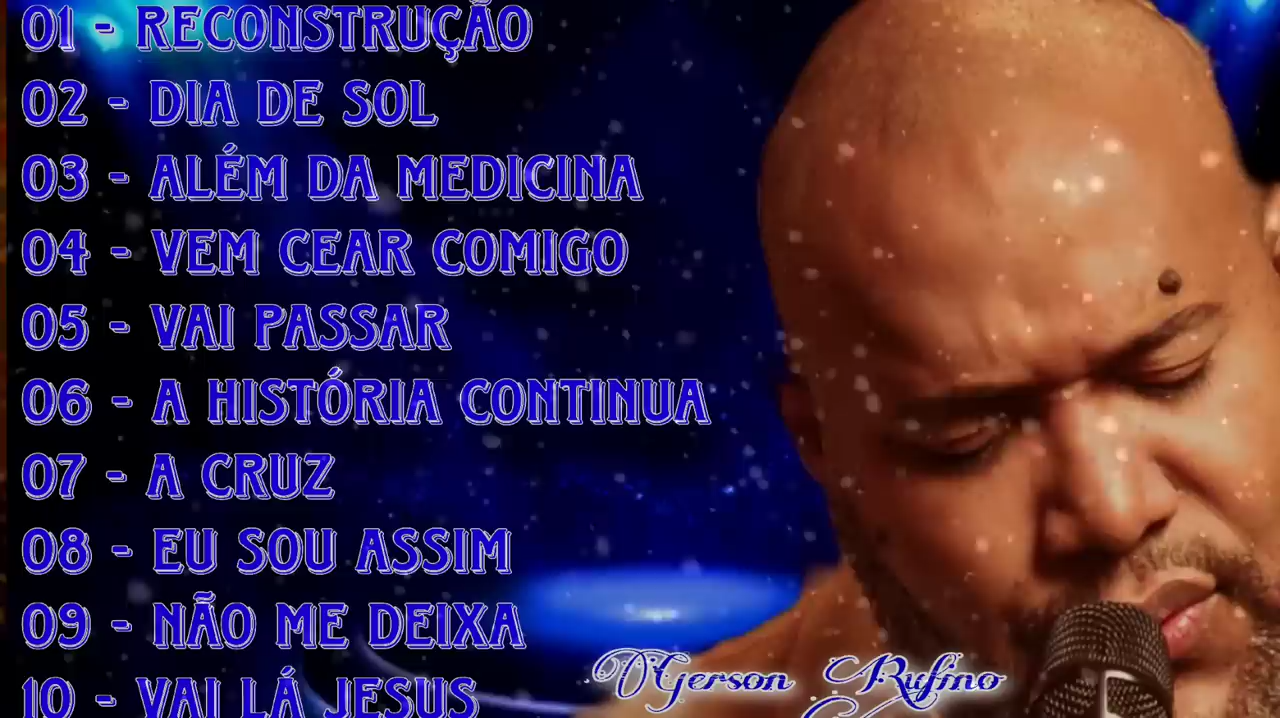 01 - RECONSTRUÇÃO
02 - DIA DE SOL
03 - ALÉM DA MEDICINA
04 - VEM CEAR COMIGO
05 - VAI PASSAR
06 - A HISTÓRIA CONTINUA
07 - A CRUZ
08 - EU SOU ASSIM
09 - NÃO ME DEIXA
10 - VAI LÁ JESUS
Gerson Rufino